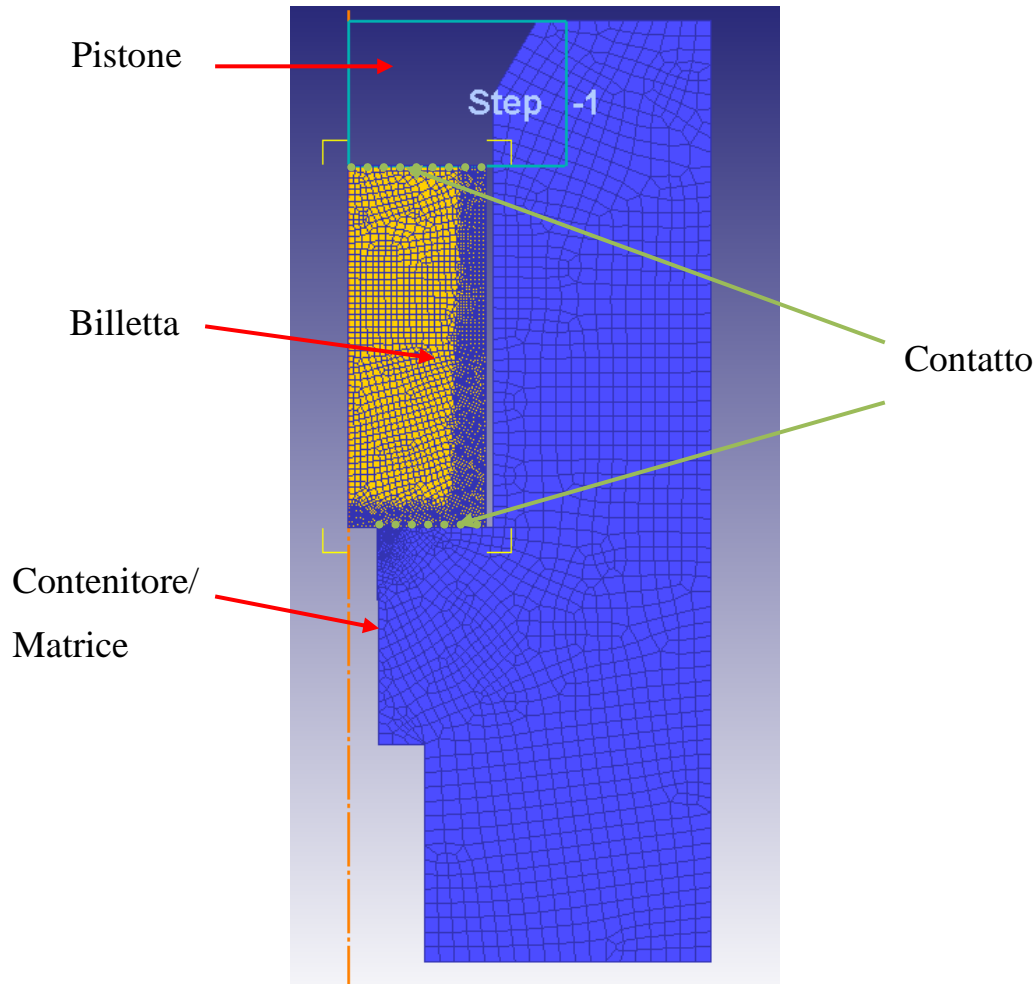 Pistone
Step -1
Billetta
Contatto
Contenitore/
Matrice